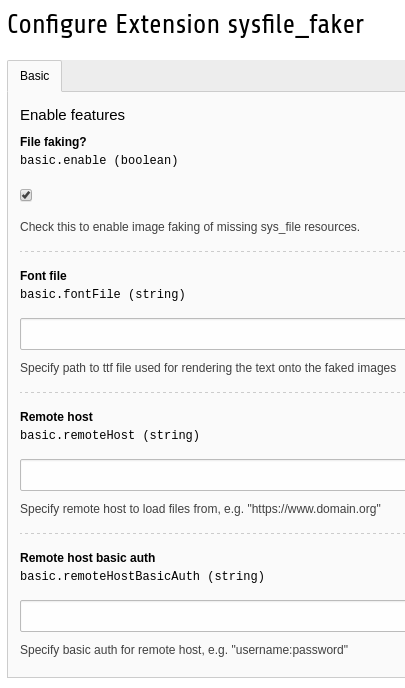 Configure Extension sysfile_faker
Basic
Enable features
File faking?
basic.enable (boolean)
Check this to enable image faking of missing sys_file resources.
Font file
basic.fontFile (string)
Specify path to ttf file used for rendering the text onto the faked images
Remote host
basic.remoteHost (string)
Specify remote host to load files from, e.g. "https://www.domain.org"
Remote host basic auth
basic.remoteHostBasicAuth (string)
Specify basic auth for remote host, e.g. "username:password"